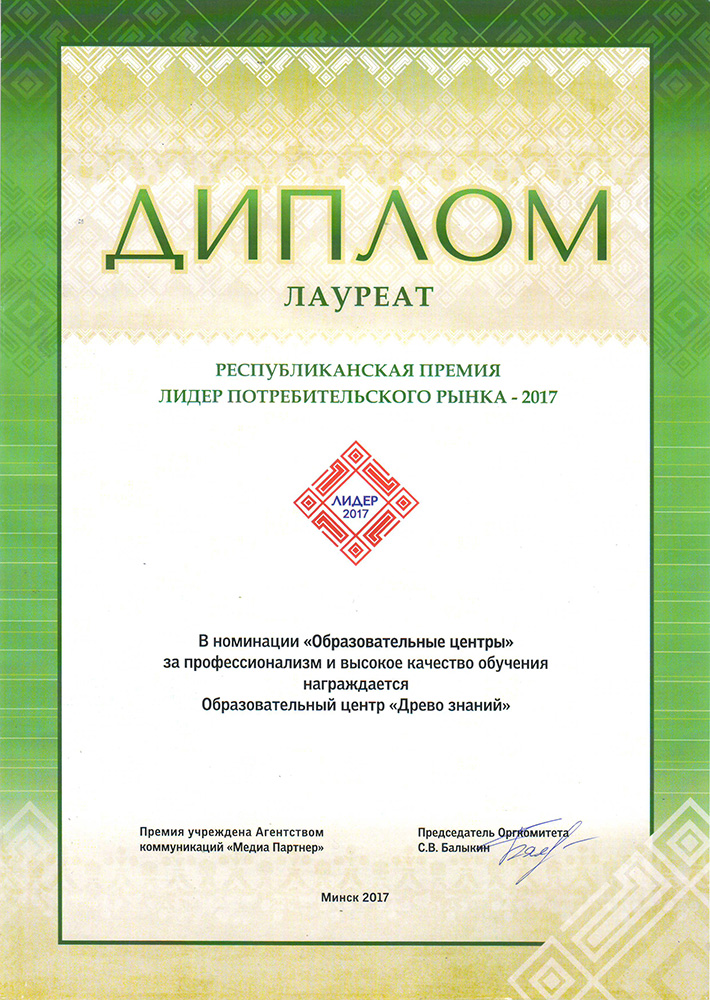 ДИПЛОМ
ЛАУРЕАТ
РЕСПУБЛИКАНСКАЯ ПРЕМИЯ
ЛИДЕР ПОТРЕБИТЕЛЬСКОГО РЫНКА - 2017
ЛИДЕР
2017
В номинации «Образовательные центры»
за профессионализм и высокое качество обучения
награждается
Образовательный центр «Древо знаний»
Премия учреждена Агентством
коммуникаций «Медиа Партнер»
Председатель Оргкомитета
С.В. Балыкин
Минск 2017